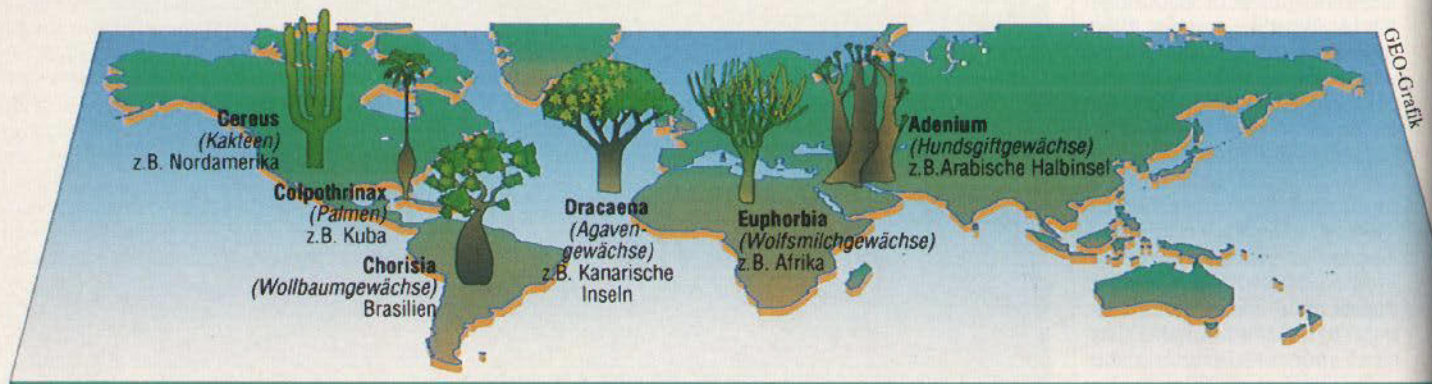 GEO-Grafik
Cereus
(Kakteen)
z.B. Nordamerika
Colpothrinax
(Palmen)
z.B. Kuba
Chorisia
(Wollbaumgewächse)
Brasilien
Dracaena
(Agaven-
gewächse)
z.B. Kanarische
Inseln
Euphorbia
(Wolfsmilchgewächse)
z.B. Afrika
Adenium
(Hundsgiftgewächse)
z.B.Arabische Halbinsel